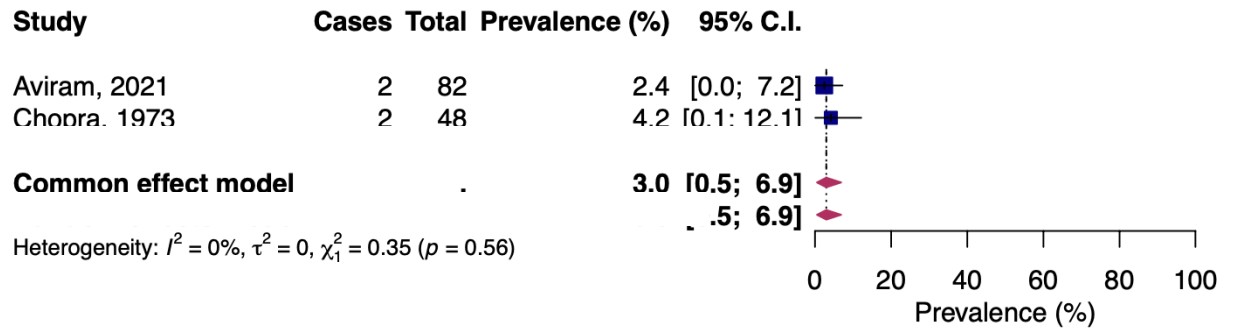 Study Cases Total Prevalence (%) 95% C.I.
Aviram, 2021 2 82 2.4 [0.0; 7.2]
Chopra, 1973 2 48 4.2 [0.1; 12.1]
Common effect model 3.0 [0.5; 6.9]
.5; 6.9]
Heterogeneity: I² = 0%, τ² = 0, χ²₁ = 0.35 (p = 0.56)
0 20 40 60 80 100
Prevalence (%)